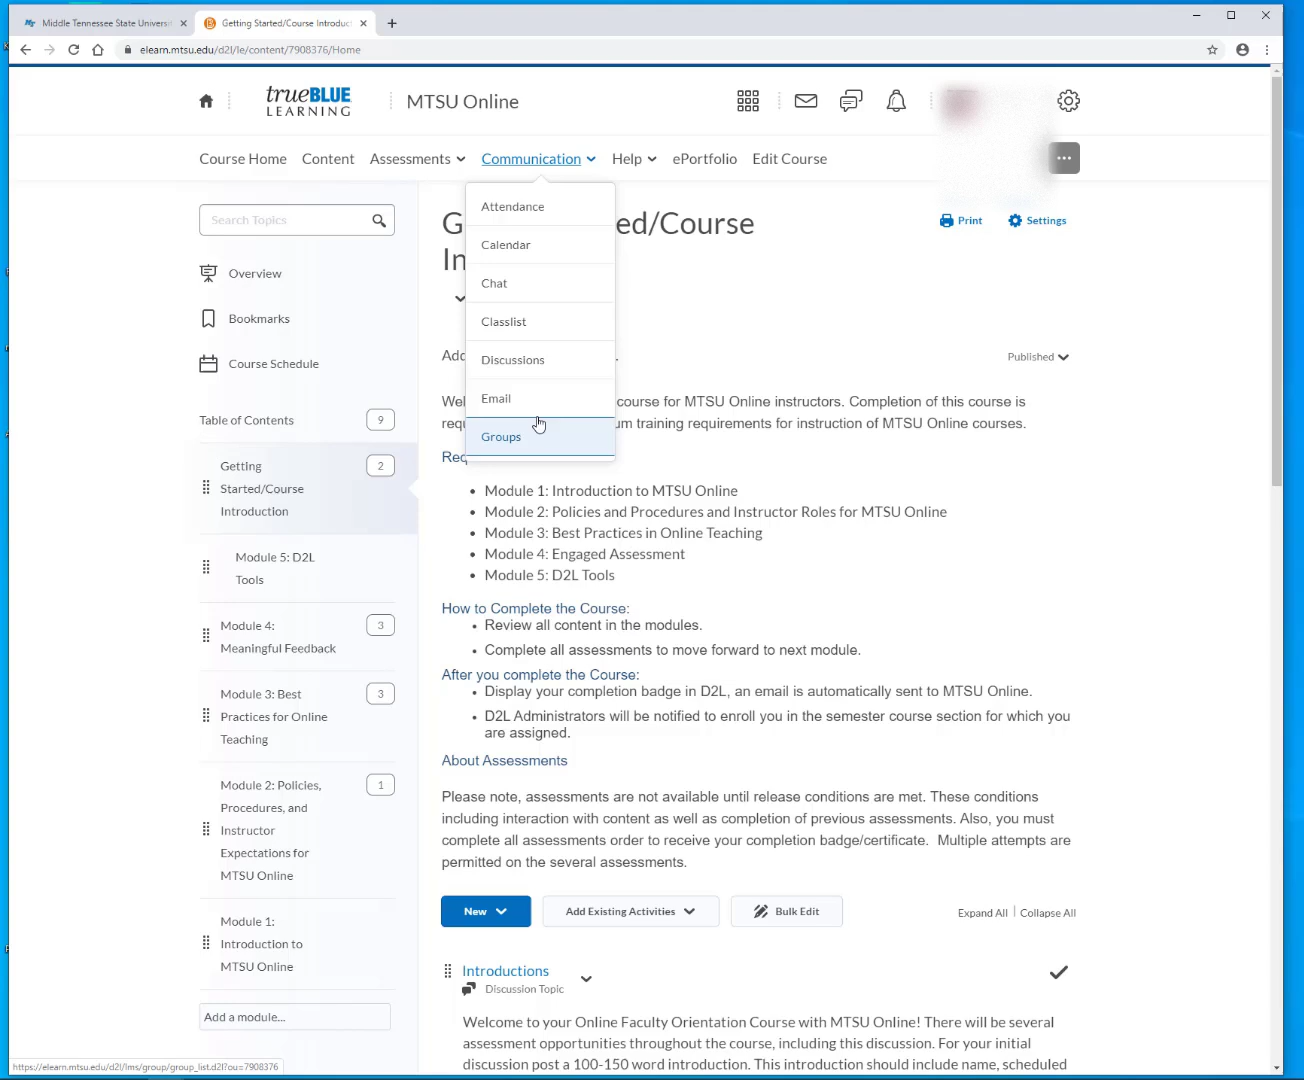 Middle Tennessee State Universit
Getting Started/Course Introduct
elearn.mtsu.edu/d2l/le/content/7908376/Home
trueBLUE
LEARNING
MTSU Online
Course Home
Content
Assessments
Communication
Help
ePortfolio
Edit Course
Attendance
Calendar
Chat
Classlist
Discussions
Email
Groups
Search Topics
Overview
Bookmarks
Course Schedule
Table of Contents 9
Getting 2
Started/Course
Introduction
Module 5: D2L
Tools
Module 4: 3
Meaningful Feedback
Module 3: Best 3
Practices for Online
Teaching
Module 2: Policies, 1
Procedures, and
Instructor
Expectations for
MTSU Online
Module 1:
Introduction to
MTSU Online
Add a module...
G ed/Course
In
Print
Settings
Add .
Published
Wel course for MTSU Online instructors. Completion of this course is
requ um training requirements for instruction of MTSU Online courses.
Req
• Module 1: Introduction to MTSU Online
• Module 2: Policies and Procedures and Instructor Roles for MTSU Online
• Module 3: Best Practices in Online Teaching
• Module 4: Engaged Assessment
• Module 5: D2L Tools
How to Complete the Course:
• Review all content in the modules.
• Complete all assessments to move forward to next module.
After you complete the Course:
• Display your completion badge in D2L, an email is automatically sent to MTSU Online.
• D2L Administrators will be notified to enroll you in the semester course section for which you
are assigned.
About Assessments
Please note, assessments are not available until release conditions are met. These conditions
including interaction with content as well as completion of previous assessments. Also, you must
complete all assessments order to receive your completion badge/certificate. Multiple attempts are
permitted on the several assessments.
New
Add Existing Activities
Bulk Edit
Expand All | Collapse All
Introductions
Discussion Topic
Welcome to your Online Faculty Orientation Course with MTSU Online! There will be several
assessment opportunities throughout the course, including this discussion. For your initial
discussion post a 100-150 word introduction. This introduction should include name, scheduled
https://elearn.mtsu.edu/d2l/lms/group/group_list.d2l?ou=7908376